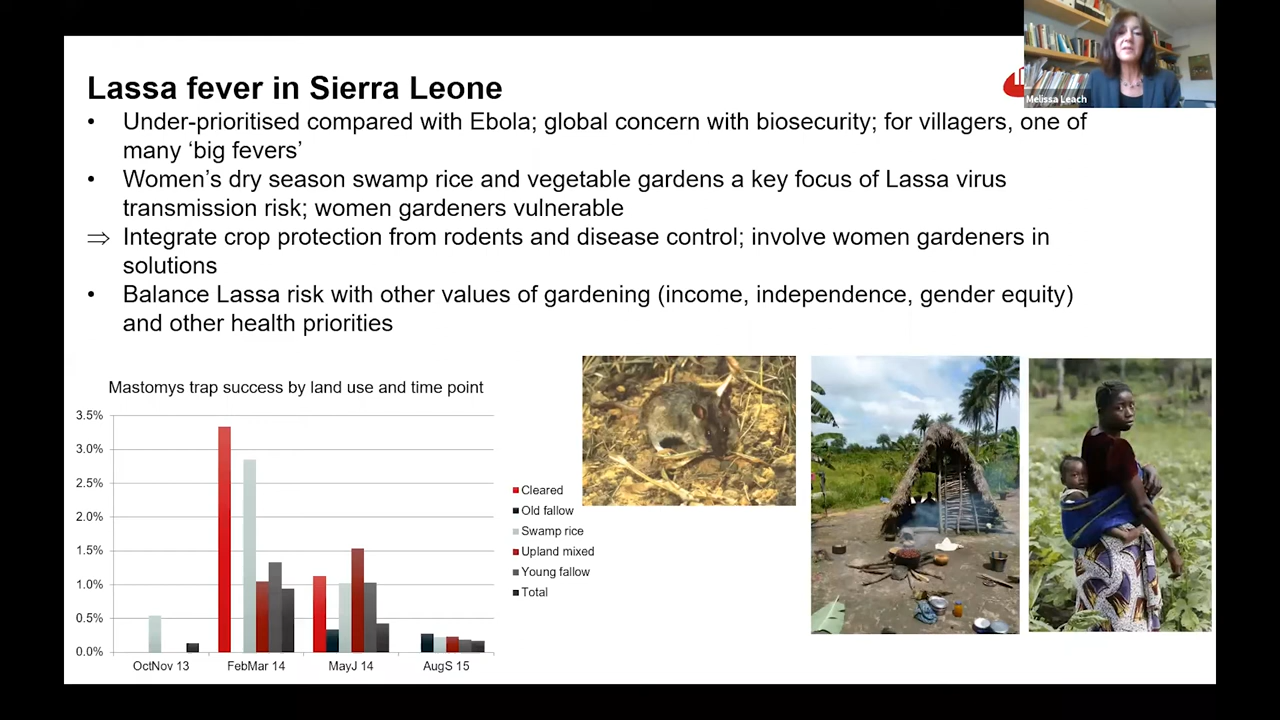 Lassa fever in Sierra Leone
Melissa Leach
• Under-prioritised compared with Ebola; global concern with biosecurity; for villagers, one of
many ‘big fevers’
• Women’s dry season swamp rice and vegetable gardens a key focus of Lassa virus
transmission risk; women gardeners vulnerable
⇒ Integrate crop protection from rodents and disease control; involve women gardeners in
solutions
• Balance Lassa risk with other values of gardening (income, independence, gender equity)
and other health priorities
Mastomys trap success by land use and time point
3.5%
3.0%
2.5%
2.0%
1.5%
1.0%
0.5%
0.0%
OctNov 13 FebMar 14 MayJ 14 AugS 15
Cleared
Old fallow
Swamp rice
Upland mixed
Young fallow
Total